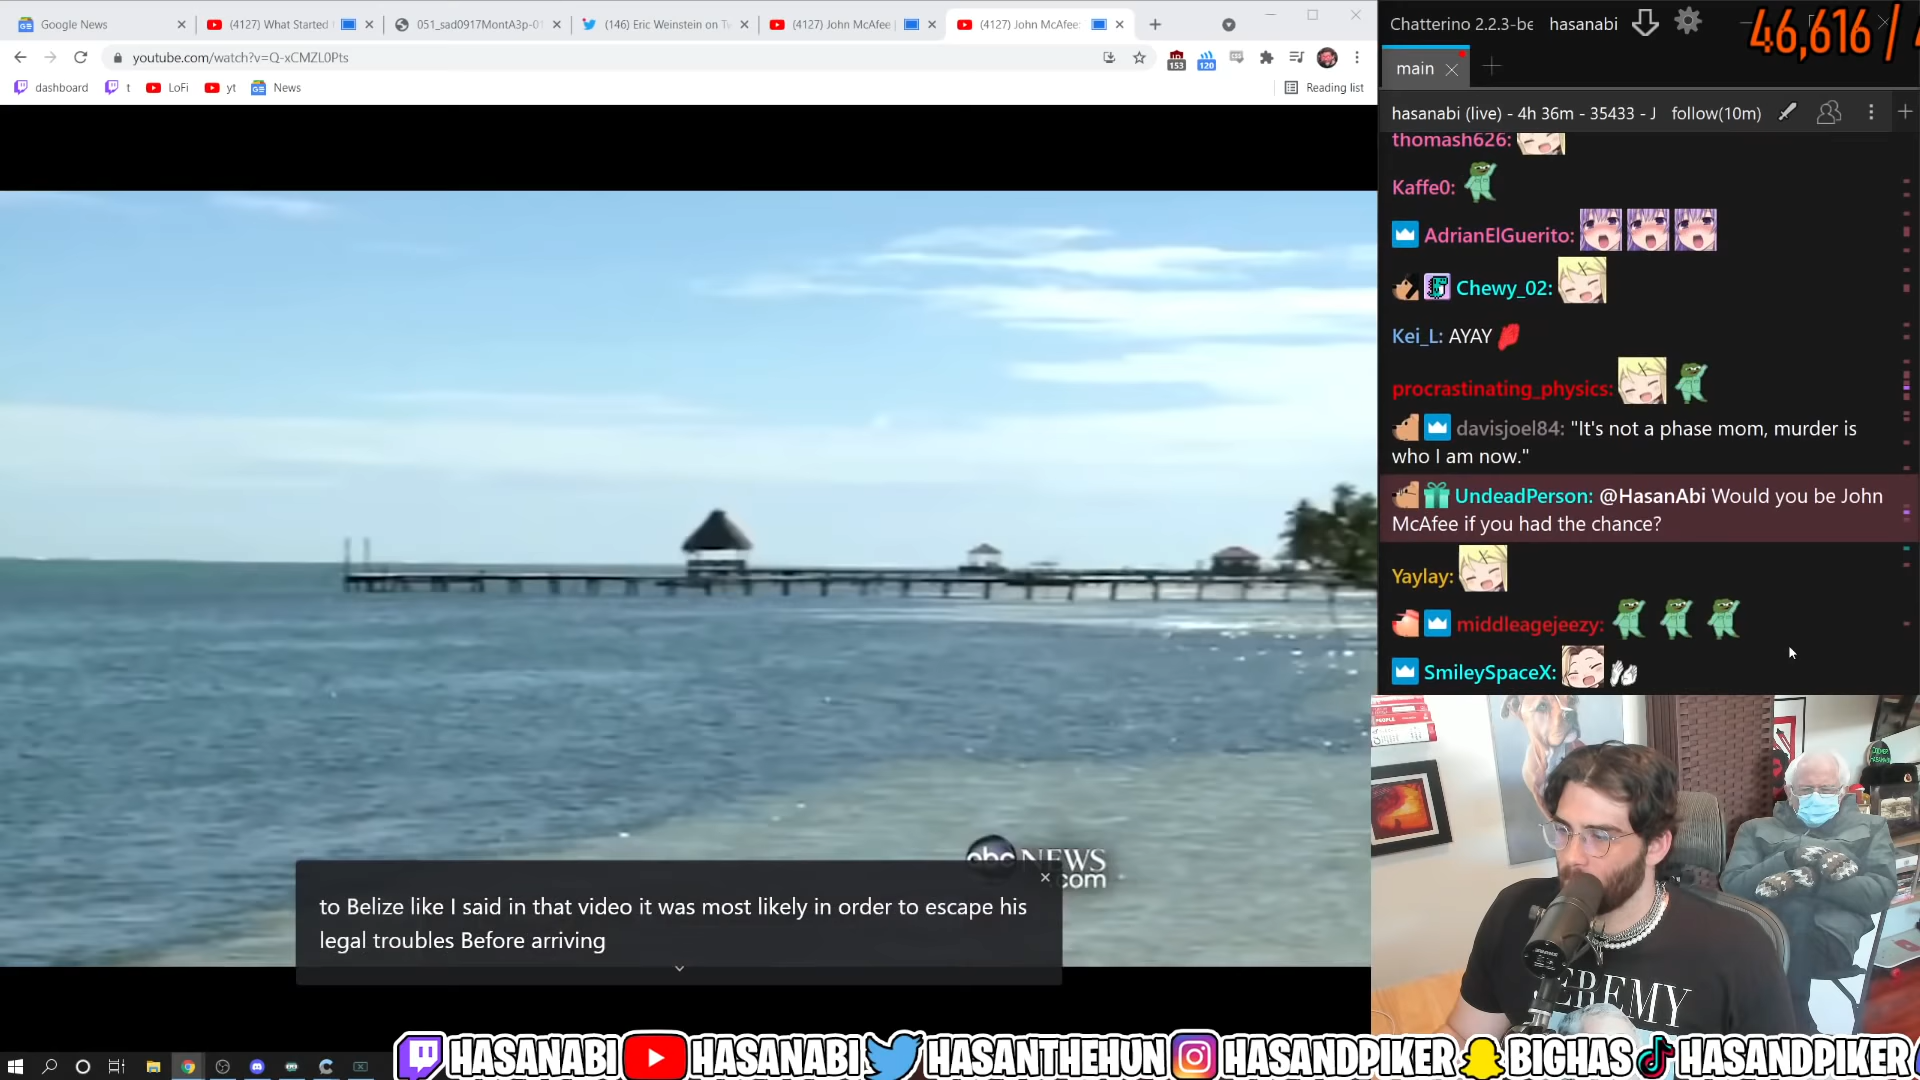 Google News
(4127) What Started
051_sad0917MontA3p-01
(146) Eric Weinstein on Tw
(4127) John McAfee
(4127) John McAfee:
youtube.com/watch?v=Q-xCMZL0Pts
153
120
dashboard
t
LoFi
yt
News
Reading list
abc NEWS
.com
to Belize like I said in that video it was most likely in order to escape his
legal troubles Before arriving
Chatterino 2.2.3-be
hasanabi
46,616 /
main
hasanabi (live) - 4h 36m - 35433 - J
follow(10m)
thomash626:
Kaffe0:
AdrianElGuerito:
Chewy_02:
Kei_L: AYAY
procrastinating_physics:
davisjoel84: "It's not a phase mom, murder is
who I am now."
UndeadPerson: @HasanAbi Would you be John
McAfee if you had the chance?
Yaylay:
middleagejeezy:
SmileySpaceX:
JEREMY
HASANABI
HASANABI
HASANTHEHUN
HASANDPIKER
BIGHAS
HASANDPIKER